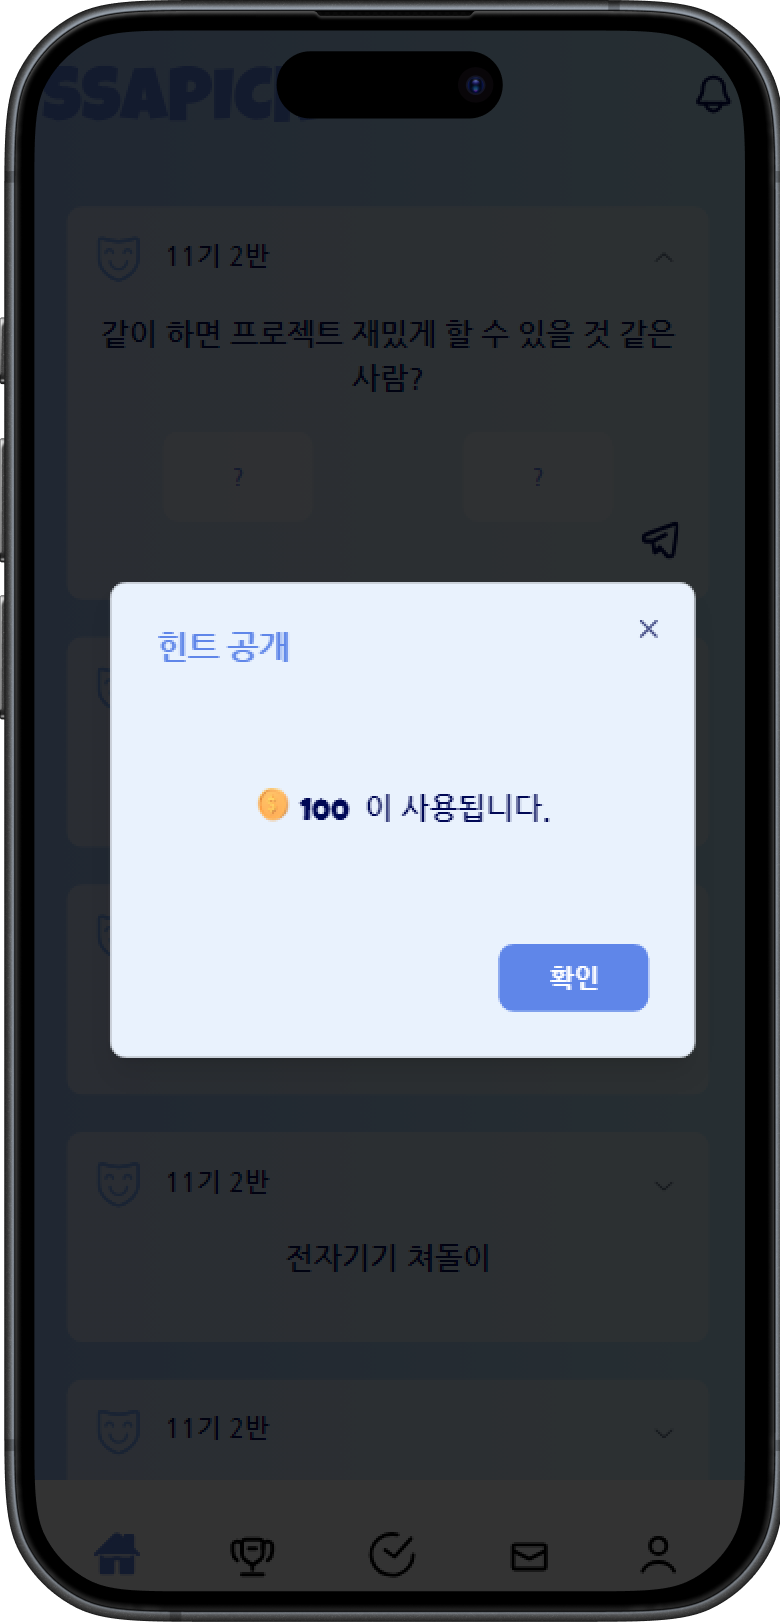 SSAPIC
11기 2반
같이 하면 프로젝트 재밌게 할 수 있을 것 같은
사람?
? ?
힌트 공개
100 이 사용됩니다.
확인
11기 2반
전자기기 쳐돌이
11기 2반